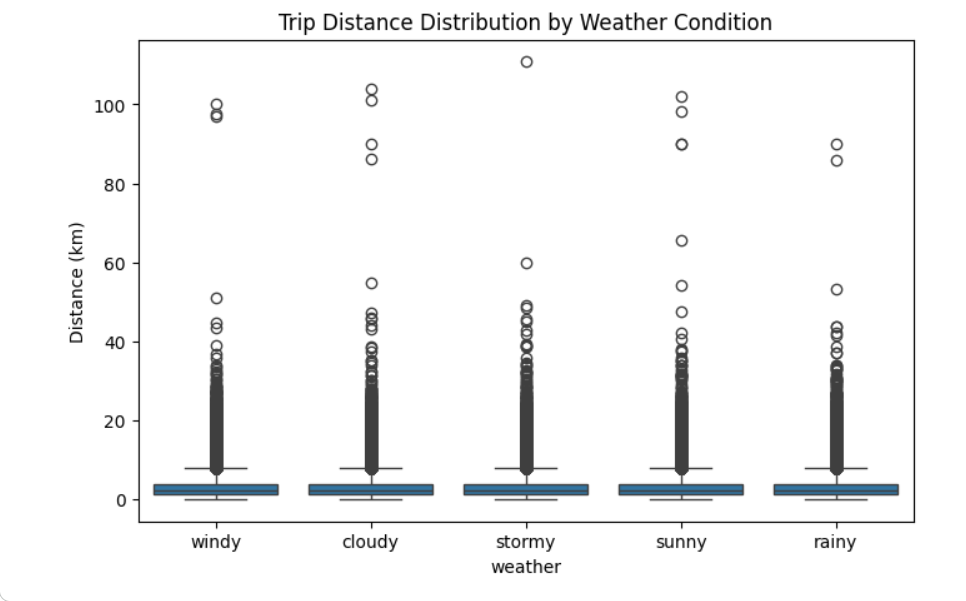 Trip Distance Distribution by Weather Condition
Distance (km)
100
80
60
40
20
0
windy cloudy stormy sunny rainy
weather